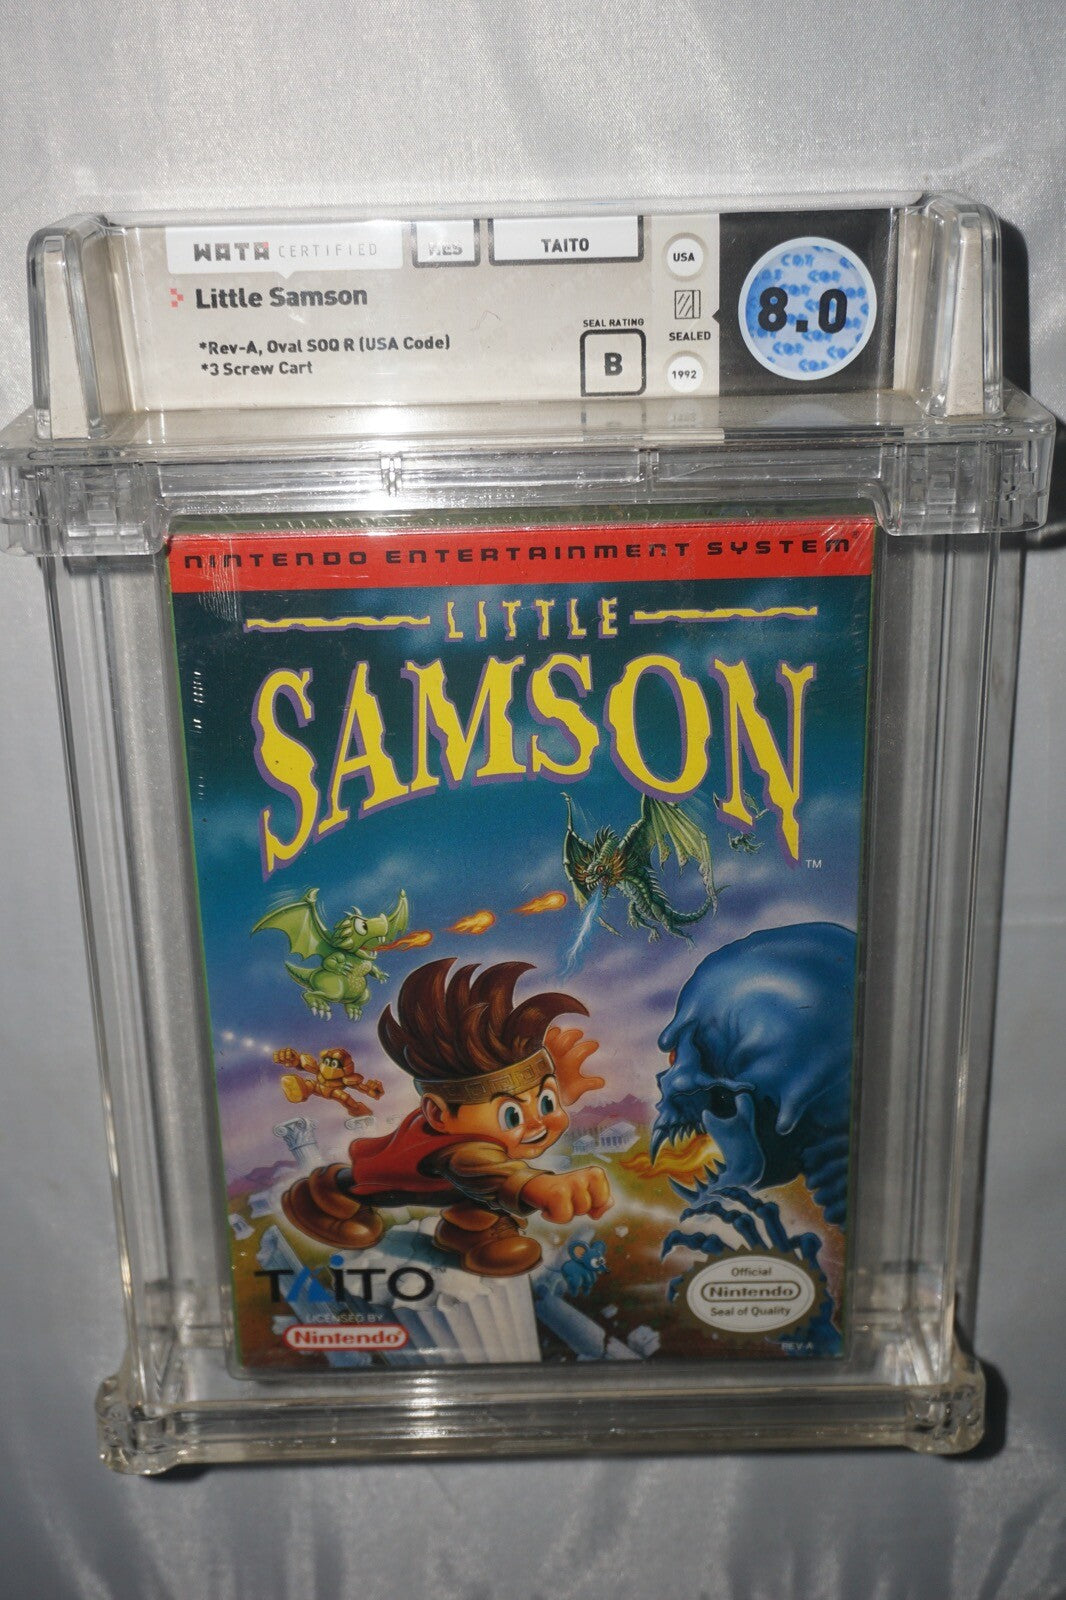 WATA CERTIFIED
NES
TAITO
Little Samson
*Rev-A, Oval SOQ R (USA Code)
*3 Screw Cart
SEAL RATING
B
USA
SEALED
1992
8.0
NINTENDO ENTERTAINMENT SYSTEM
LITTLE
SAMSON
TM
TAITO
LICENSED BY
Nintendo
Official
Nintendo
Seal of Quality
REV-A